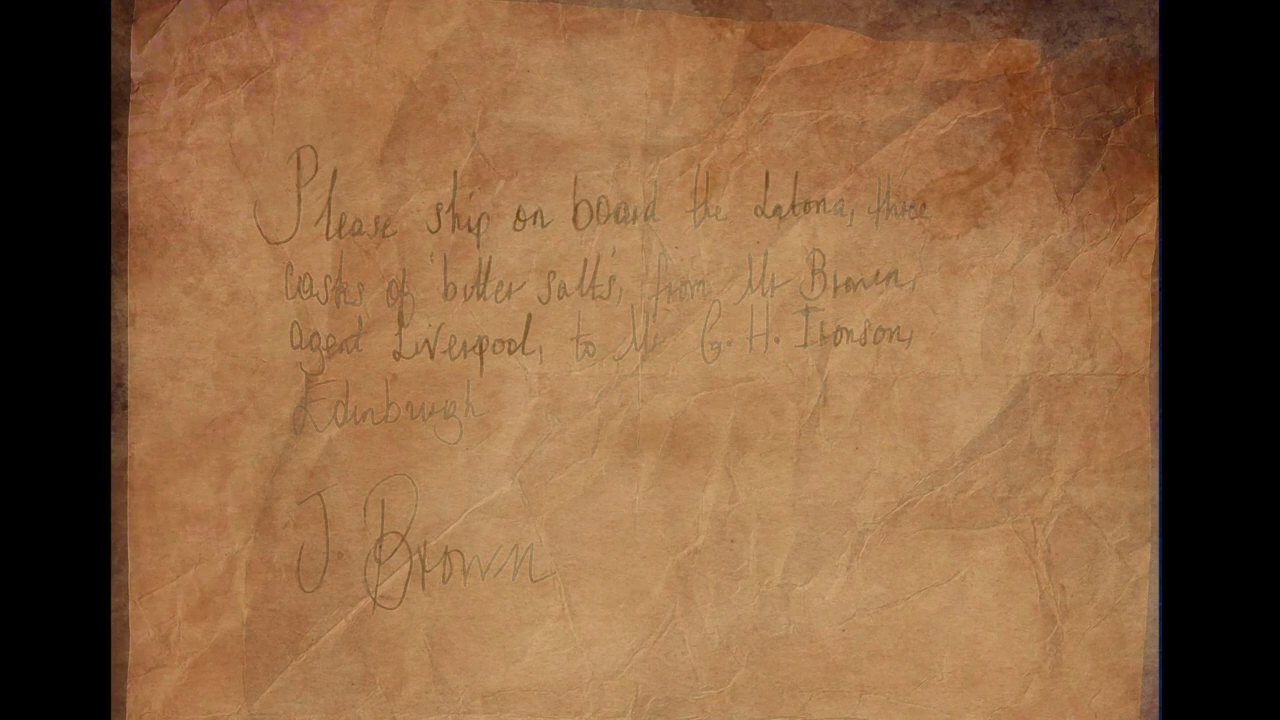 Please ship on board the Latona, three
casks of 'bitter salts', from Mr Brown,
agent Liverpool, to Mr G. H. Ironson,
Edinburgh
J. Brown